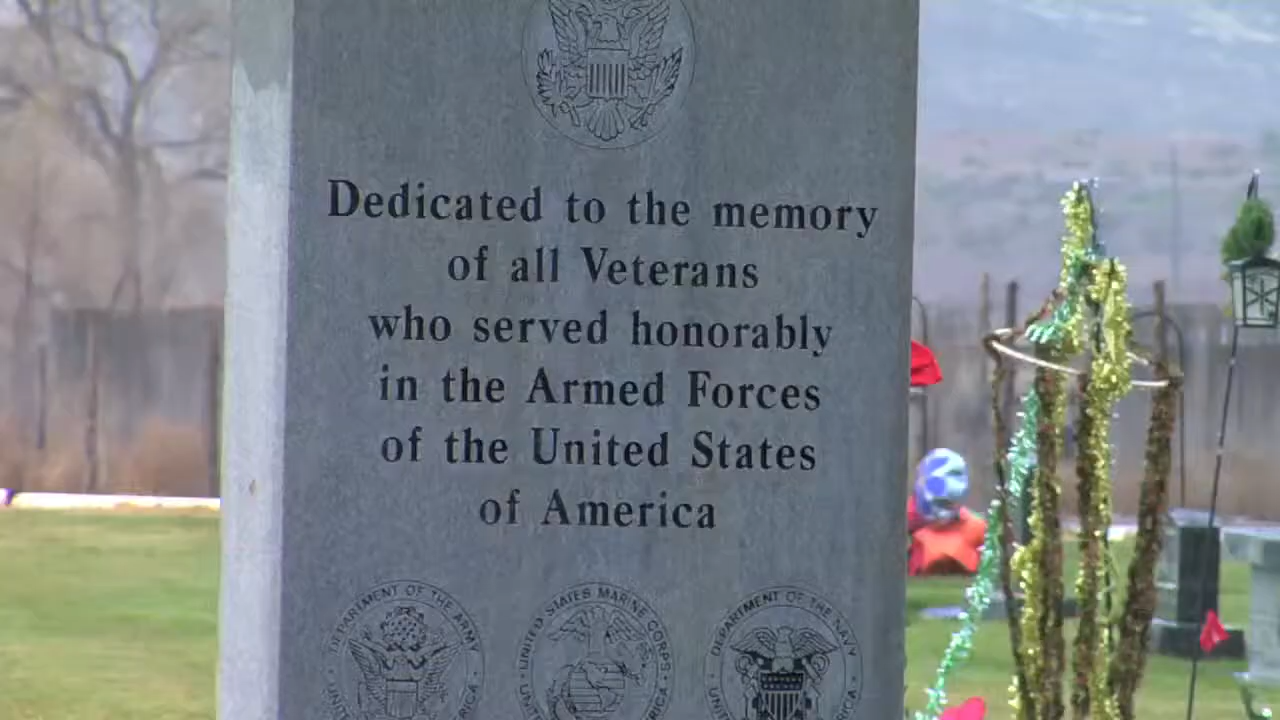 Dedicated to the memory
of all Veterans
who served honorably
in the Armed Forces
of the United States
of America
DEPARTMENT OF THE ARMY
UNITED STATES MARINE CORPS
DEPARTMENT OF THE NAVY